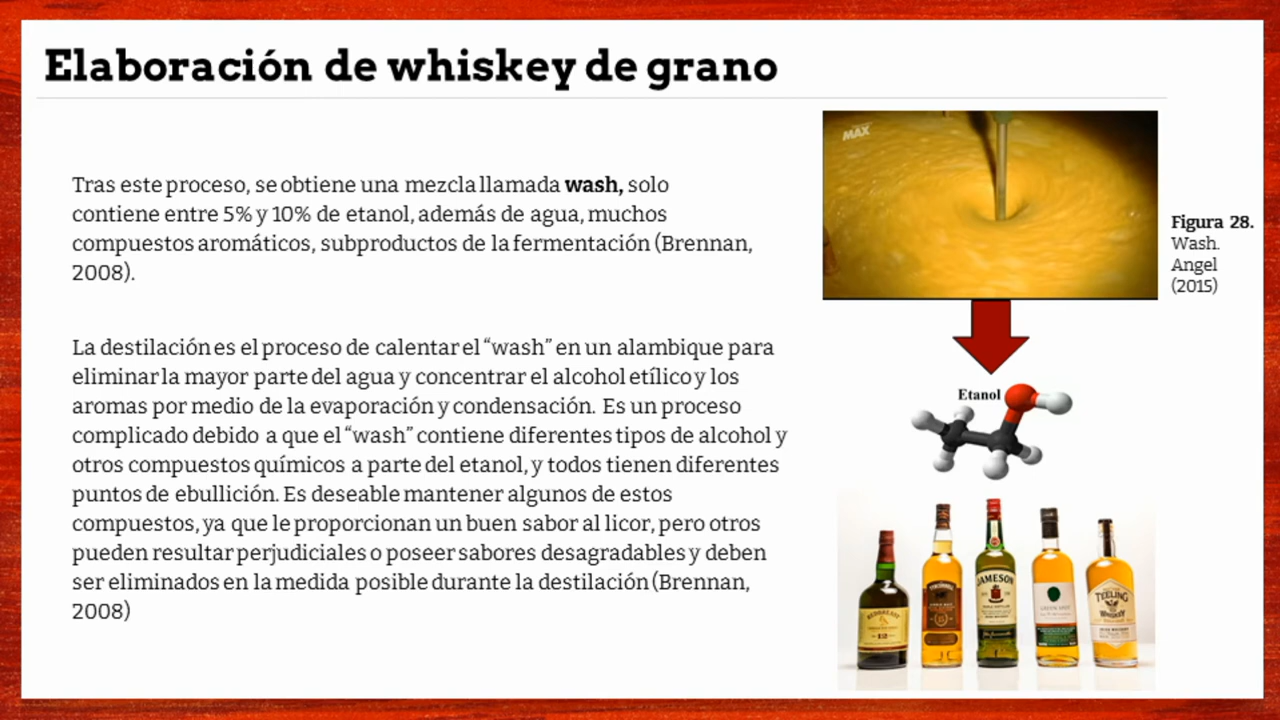 Elaboración de whiskey de grano
Tras este proceso, se obtiene una mezcla llamada wash, solo
contiene entre 5% y 10% de etanol, además de agua, muchos
compuestos aromáticos, subproductos de la fermentación (Brennan,
2008).
La destilación es el proceso de calentar el “wash” en un alambique para
eliminar la mayor parte del agua y concentrar el alcohol etílico y los
aromas por medio de la evaporación y condensación. Es un proceso
complicado debido a que el “wash” contiene diferentes tipos de alcohol y
otros compuestos químicos a parte del etanol, y todos tienen diferentes
puntos de ebullición. Es deseable mantener algunos de estos
compuestos, ya que le proporcionan un buen sabor al licor, pero otros
pueden resultar perjudiciales o poseer sabores desagradables y deben
ser eliminados en la medida posible durante la destilación (Brennan,
2008)
MAX
Figura 28.
Wash.
Angel
(2015)
Etanol
REDBREAST
12
JAMESON
GREEN SPOT
TEELING
WHISKEY